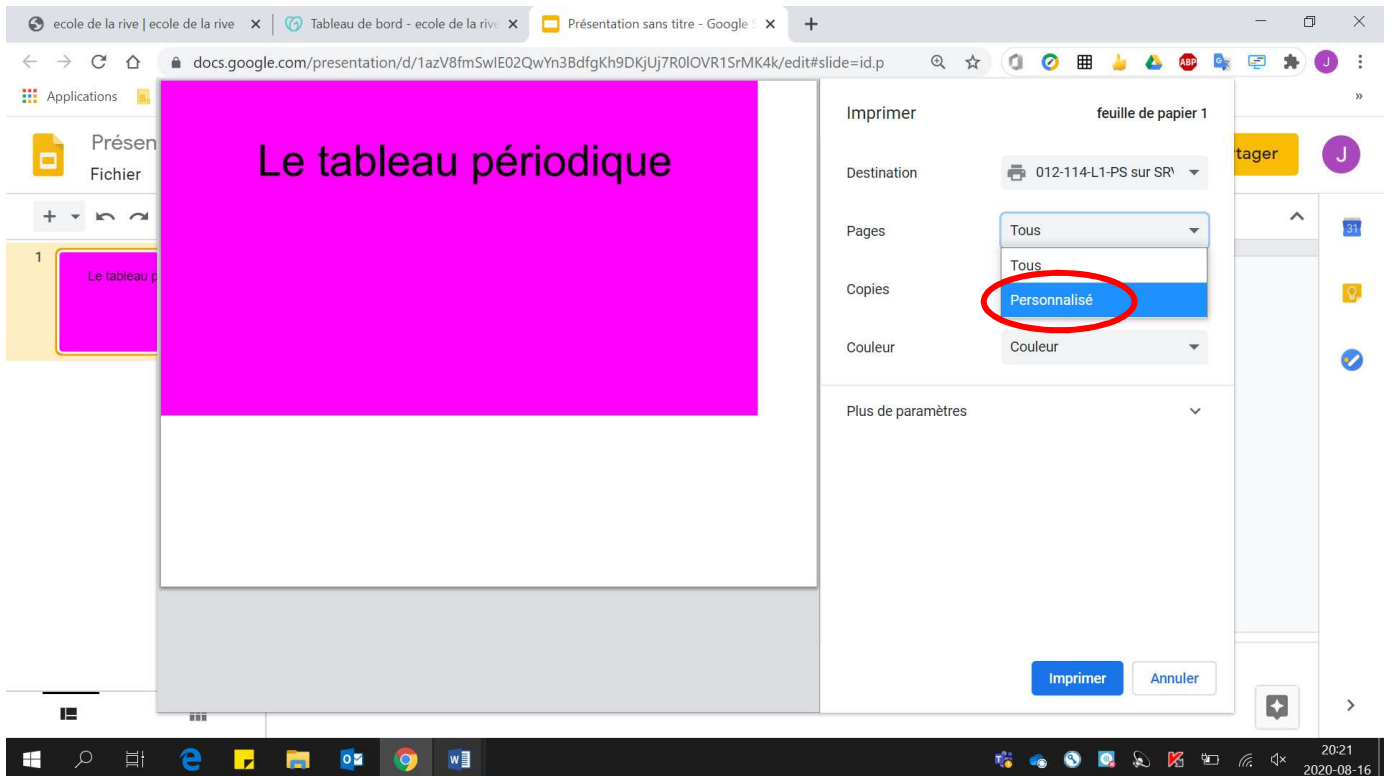 ecole de la rive | ecole de la rive
Tableau de bord - ecole de la rive
Présentation sans titre - Google S
docs.google.com/presentation/d/1azV8fmSwIE02QwYn3BdfgKh9DKjUj7R0lOVR1SrMK4k/edit#slide=id.p
ABP
J
Applications
»
Présen
Fichier
tager
J
Imprimer
feuille de papier 1
Destination
012-114-L1-PS sur SR
Pages
Tous
Tous
Personnalisé
Copies
Couleur
Couleur
Plus de paramètres
Imprimer
Annuler
Le tableau périodique
1
Le tableau p
31
20:21
2020-08-16